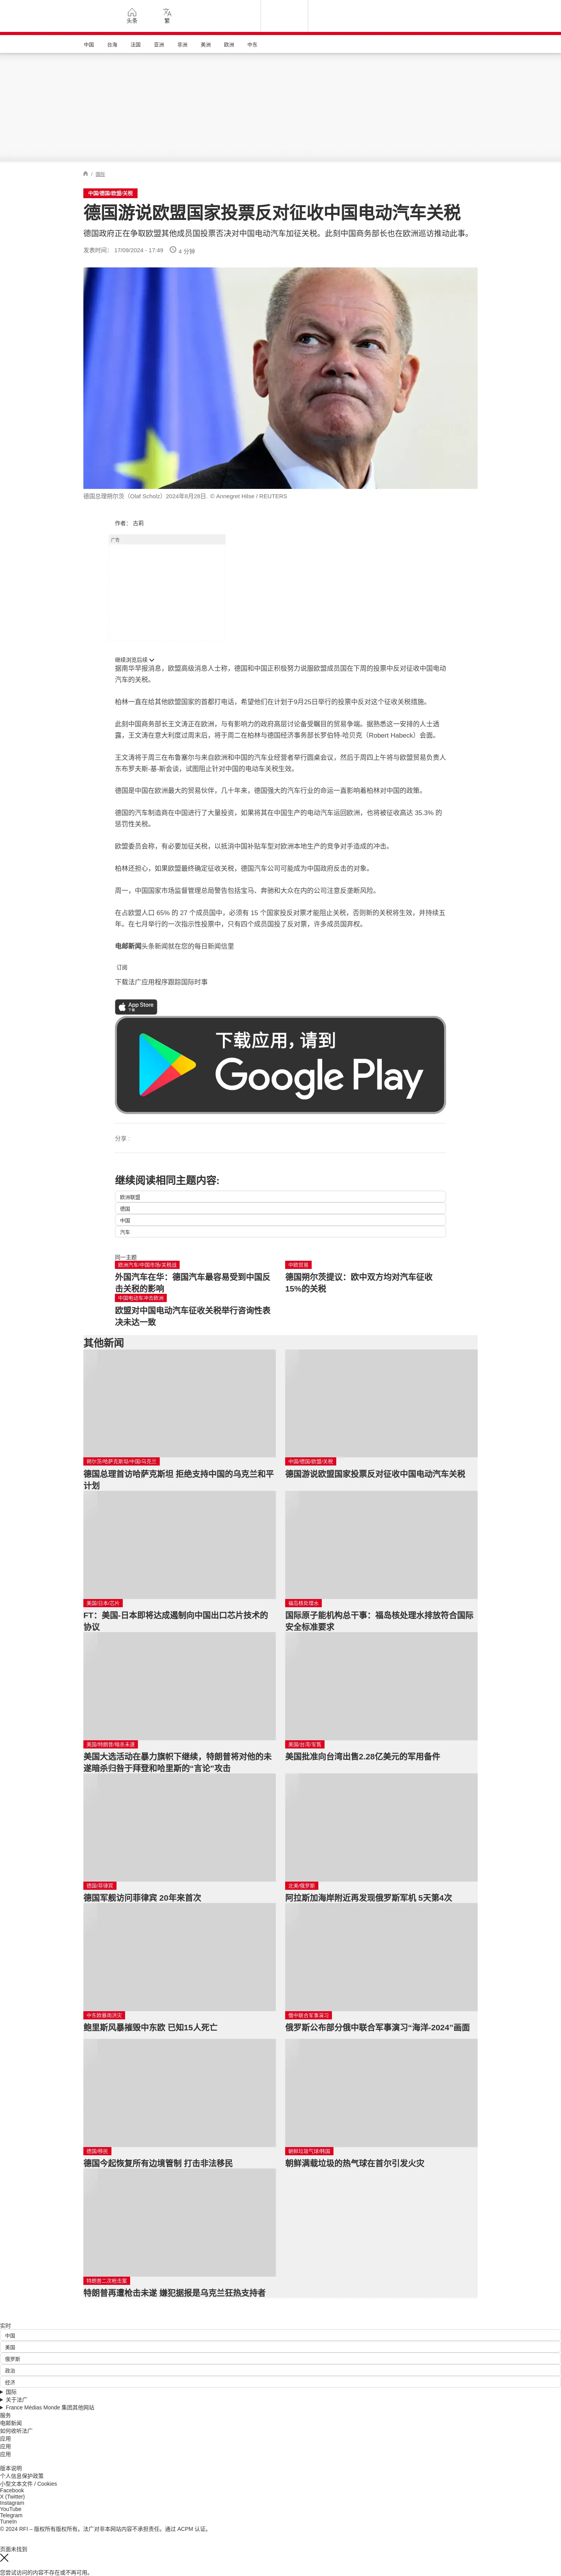 头条
繁
中国
台海
法国
亚洲
非洲
美洲
欧洲
中东
/ 国际
中国/德国/欧盟/关税
德国游说欧盟国家投票反对征收中国电动汽车关税
德国政府正在争取欧盟其他成员国投票否决对中国电动汽车加征关税。此刻中国商务部长也在欧洲巡访推动此事。
发表时间： 17/09/2024 - 17:49
4 分钟
德国总理朔尔茨（Olaf Scholz）2024年8月28日. © Annegret Hilse / REUTERS
作者： 古莉
广告
继续浏览后续
据南华早报消息，欧盟高级消息人士称，德国和中国正积极努力说服欧盟成员国在下周的投票中反对征收中国电动
汽车的关税。
柏林一直在给其他欧盟国家的首都打电话，希望他们在计划于9月25日举行的投票中反对这个征收关税措施。
此刻中国商务部长王文涛正在欧洲，与有影响力的政府高层讨论备受瞩目的贸易争端。据熟悉这一安排的人士透
露，王文涛在意大利度过周末后，将于周二在柏林与德国经济事务部长罗伯特-哈贝克（Robert Habeck）会面。
王文涛将于周三在布鲁塞尔与来自欧洲和中国的汽车业经营者举行圆桌会议，然后于周四上午将与欧盟贸易负责人
东布罗夫斯-基-斯会谈，试图阻止针对中国的电动车关税生效。
德国是中国在欧洲最大的贸易伙伴，几十年来，德国强大的汽车行业的命运一直影响着柏林对中国的政策。
德国的汽车制造商在中国进行了大量投资，如果将其在中国生产的电动汽车运回欧洲，也将被征收高达 35.3% 的
惩罚性关税。
欧盟委员会称，有必要加征关税，以抵消中国补贴车型对欧洲本地生产的竞争对手造成的冲击。
柏林还担心，如果欧盟最终确定征收关税，德国汽车公司可能成为中国政府反击的对象。
周一，中国国家市场监督管理总局警告包括宝马、奔驰和大众在内的公司注意反垄断风险。
在占欧盟人口 65% 的 27 个成员国中，必须有 15 个国家投反对票才能阻止关税，否则新的关税将生效，并持续五
年。在七月举行的一次指示性投票中，只有四个成员国投了反对票，许多成员国弃权。
电邮新闻头条新闻就在您的每日新闻信里
订阅
下载法广应用程序跟踪国际时事
App Store
下载
下载应用，请到
Google Play
分享 :
继续阅读相同主题内容:
欧洲联盟
德国
中国
汽车
同一主题
欧洲汽车/中国市场/关税战
外国汽车在华：德国汽车最容易受到中国反
击关税的影响
中欧贸易
德国朔尔茨提议：欧中双方均对汽车征收
15%的关税
中国电动车冲击欧洲
欧盟对中国电动汽车征收关税举行咨询性表
决未达一致
其他新闻
朔尔茨/哈萨克斯坦/中国/乌克兰
德国总理首访哈萨克斯坦 拒绝支持中国的乌克兰和平
计划
中国/德国/欧盟/关税
德国游说欧盟国家投票反对征收中国电动汽车关税
美国/日本/芯片
FT：美国-日本即将达成遏制向中国出口芯片技术的
协议
福岛核处理水
国际原子能机构总干事：福岛核处理水排放符合国际
安全标准要求
美国/特朗普/暗杀未遂
美国大选活动在暴力旗帜下继续，特朗普将对他的未
遂暗杀归咎于拜登和哈里斯的“言论”攻击
美国/台湾/军售
美国批准向台湾出售2.28亿美元的军用备件
德国/菲律宾
德国军舰访问菲律宾 20年来首次
北美/俄罗斯
阿拉斯加海岸附近再发现俄罗斯军机 5天第4次
中东欧暴雨洪灾
鲍里斯风暴摧毁中东欧 已知15人死亡
俄中联合军事演习
俄罗斯公布部分俄中联合军事演习“海洋-2024”画面
德国/移民
德国今起恢复所有边境管制 打击非法移民
朝鲜垃圾气球/韩国
朝鲜满载垃圾的热气球在首尔引发火灾
特朗普二次枪击案
特朗普再遭枪击未遂 嫌犯据报是乌克兰狂热支持者
实时
中国
美国
俄罗斯
政治
经济
国际
关于法广
France Médias Monde 集团其他网站
服务
电邮新闻
如何收听法广
应用
应用
应用
版本说明
个人信息保护政策
小型文本文件 / Cookies
Facebook
X (Twitter)
Instagram
YouTube
Telegram
TuneIn
© 2024 RFI – 版权所有版权所有。法广对非本网站内容不承担责任。通过 ACPM 认证。
页面未找到
您尝试访问的内容不存在或不再可用。